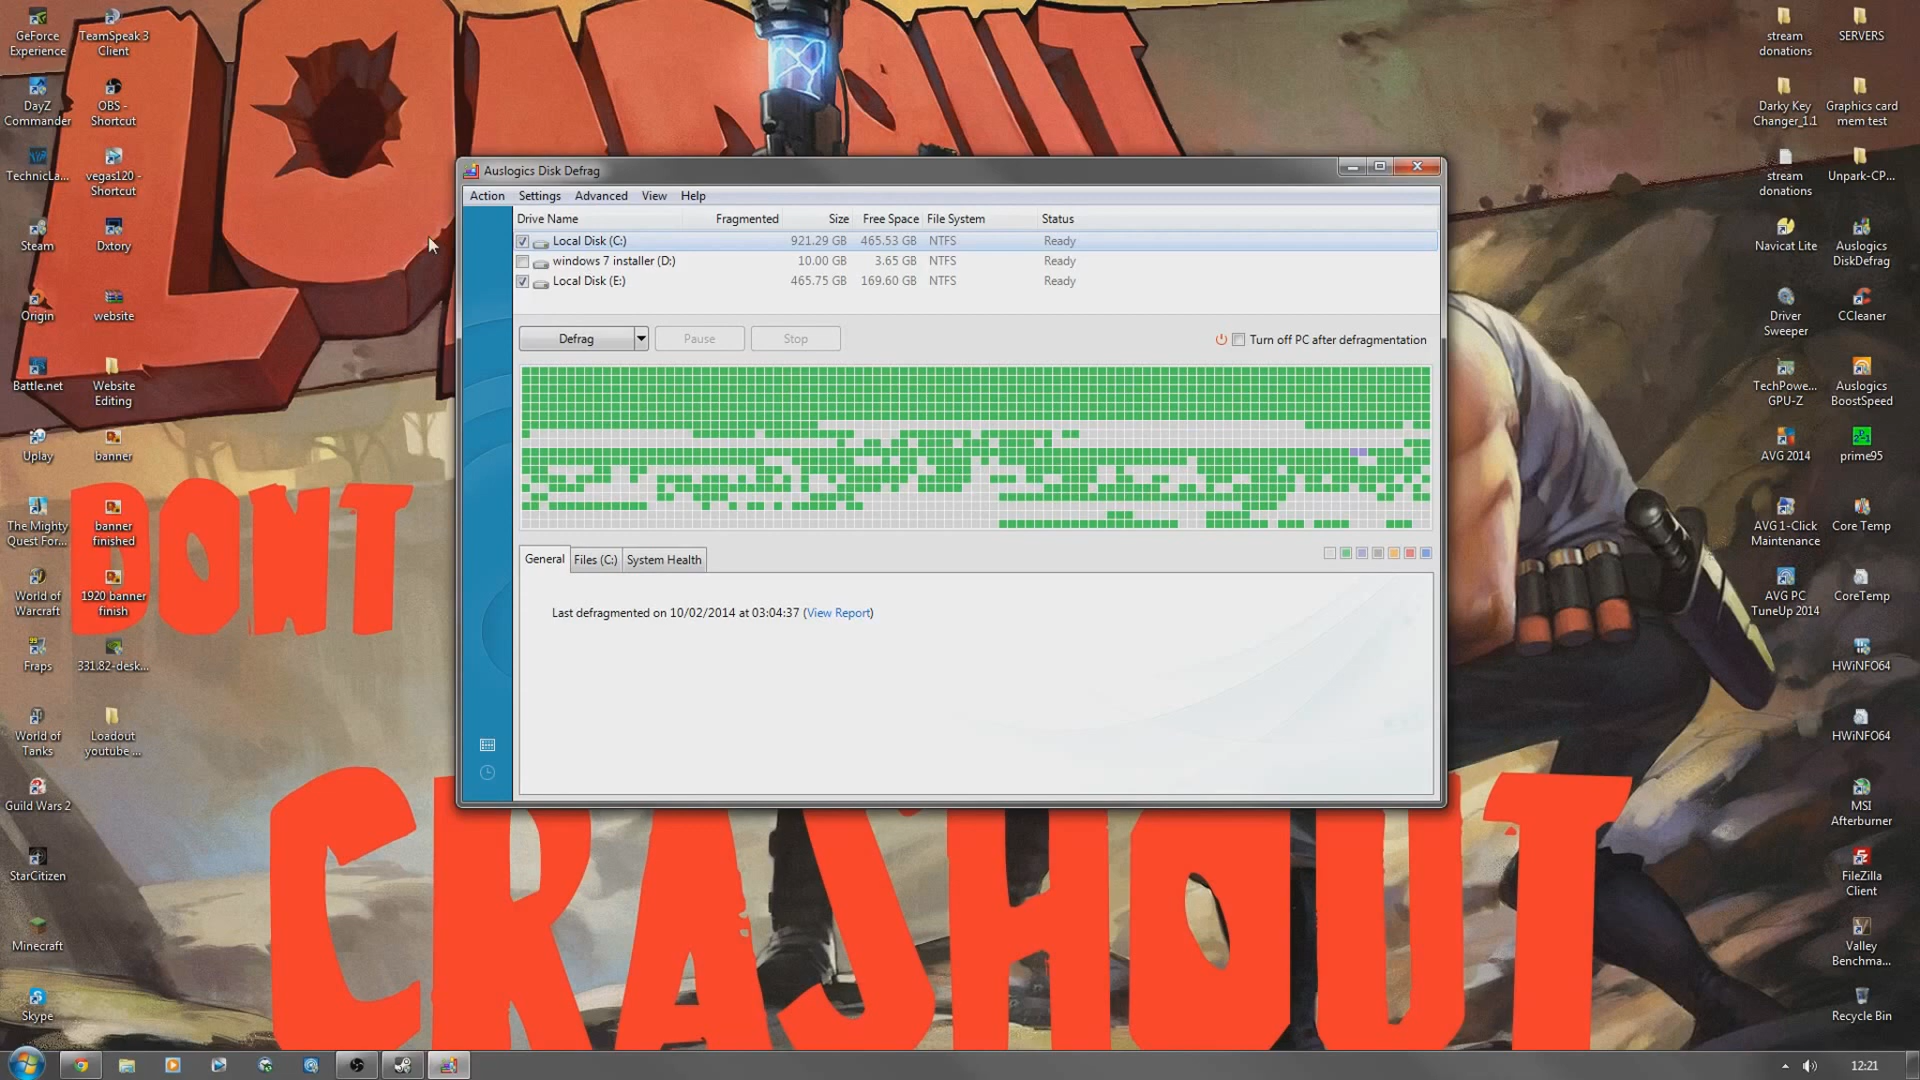 LOADOUT
DONT
CRASHOUT
GeForce
Experience
TeamSpeak 3
Client
DayZ
Commander
OBS -
Shortcut
TechnicLa...
vegas120 -
Shortcut
Steam
Dxtory
Origin
website
Battle.net
Website
Editing
Uplay
banner
The Mighty
Quest For...
banner
finished
World of
Warcraft
1920 banner
finish
99
Fraps
331.82-desk...
World of
Tanks
Loadout
youtube ...
Guild Wars 2
StarCitizen
Minecraft
Skype
Auslogics Disk Defrag
Action Settings Advanced View Help
Drive Name Fragmented Size Free Space File System Status
Local Disk (C:) 921.29 GB 465.53 GB NTFS Ready
windows 7 installer (D:) 10.00 GB 3.65 GB NTFS Ready
Local Disk (E:) 465.75 GB 169.60 GB NTFS Ready
Defrag Pause Stop Turn off PC after defragmentation
General Files (C:) System Health
Last defragmented on 10/02/2014 at 03:04:37 (View Report)
stream
donations
SERVERS
Darky Key
Changer_1.1
Graphics card
mem test
stream
donations
Unpark-CP...
Navicat Lite
Auslogics
DiskDefrag
Driver
Sweeper
CCleaner
TechPowe...
GPU-Z
Auslogics
BoostSpeed
AVG 2014
prime95
AVG 1-Click
Maintenance
Core Temp
AVG PC
TuneUp 2014
CoreTemp
HWiNFO64
HWiNFO64
MSI
Afterburner
FileZilla
Client
Valley
Benchma...
Recycle Bin
12:21